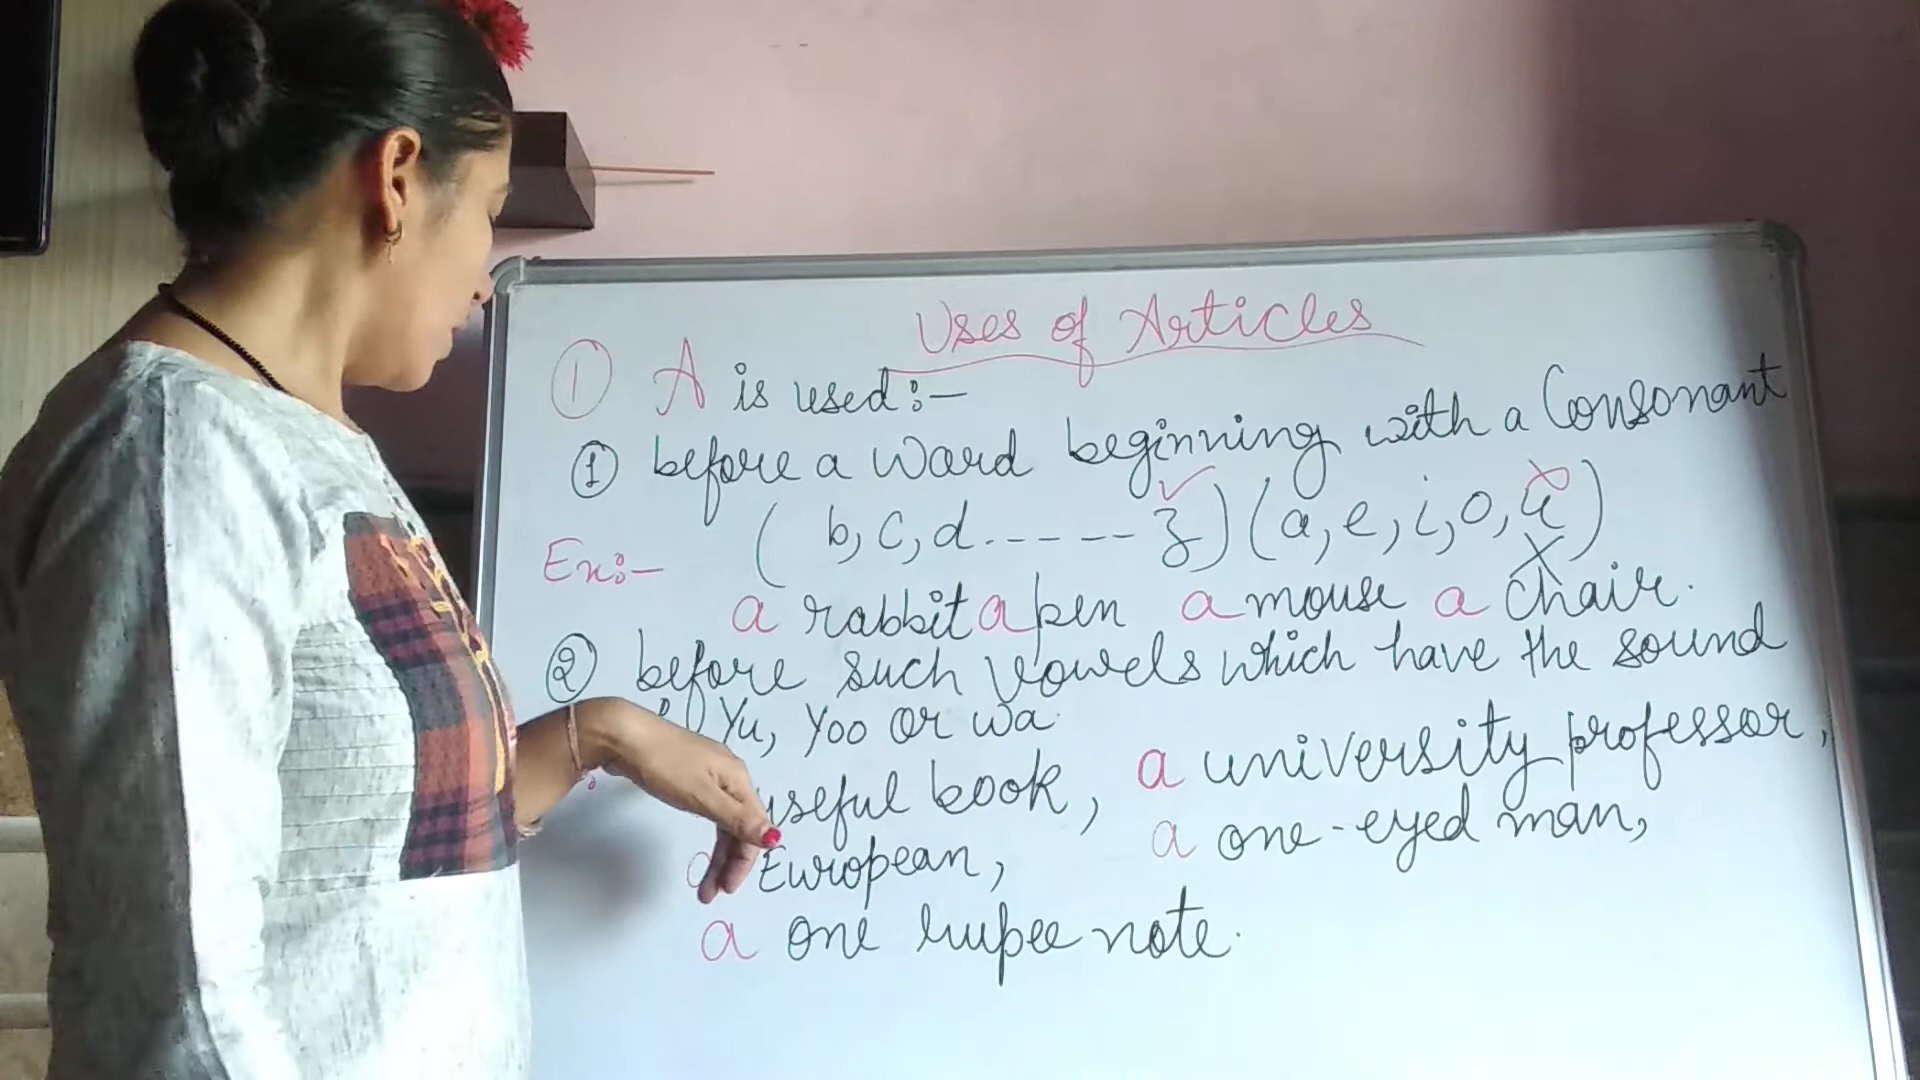 Uses of Articles
① A is used:-
① before a word beginning with a Consonant
( b, c, d.----- z) (a, e, i, o, u)
Ex:-
a rabbit a pen a mouse a chair.
② before such vowels which have the sound
Yu, Yoo or wa.
useful book, a university professor,
a European, a one-eyed man,
a one rupee note.